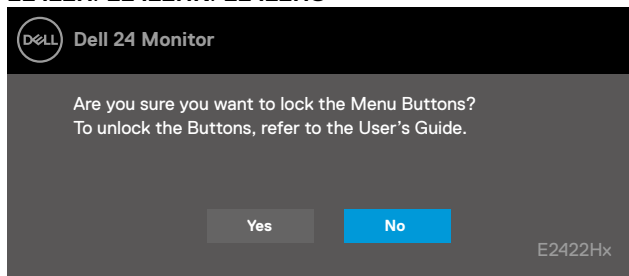 DELL Dell 24 Monitor
Are you sure you want to lock the Menu Buttons?
To unlock the Buttons, refer to the User's Guide.
Yes No
E2422Hx